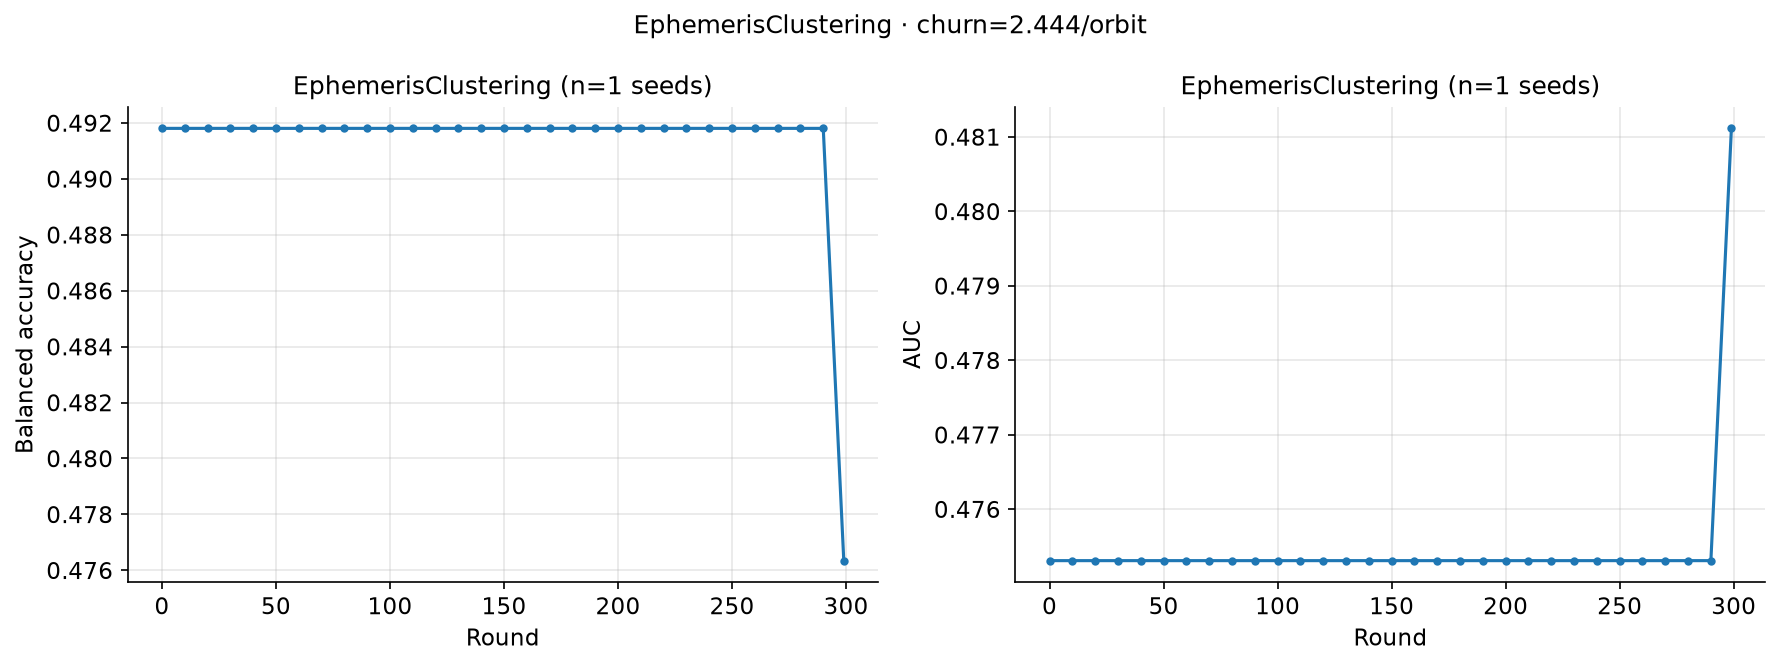 EphemerisClustering · churn=2.444/orbit
EphemerisClustering (n=1 seeds)
Balanced accuracy
0.492
0.490
0.488
0.486
0.484
0.482
0.480
0.478
0.476
0 50 100 150 200 250 300
Round
EphemerisClustering (n=1 seeds)
AUC
0.481
0.480
0.479
0.478
0.477
0.476
0 50 100 150 200 250 300
Round